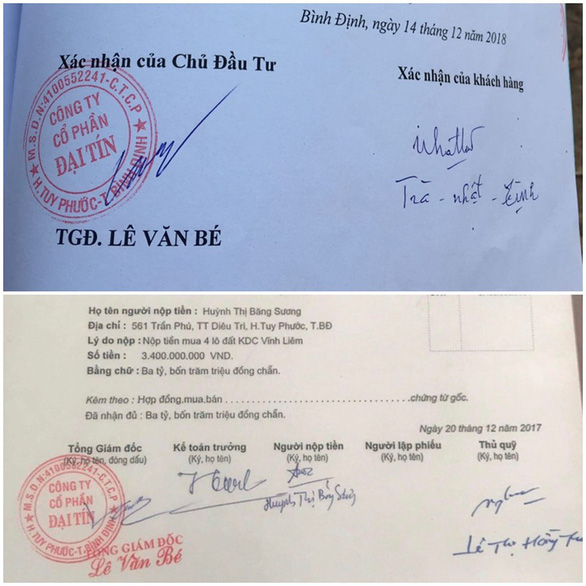 Bình Định, ngày 14 tháng 12 năm 2018
Xác nhận của Chủ Đầu Tư
Xác nhận của khách hàng
M.S.D.N:4100552241-C.T.C.P
CÔNG TY
CỔ PHẦN
ĐẠI TÍN
H.TUY PHƯỚC-T.BÌNH ĐỊNH
Trà - nhật - Định
TGĐ. LÊ VĂN BÉ
Họ tên người nộp tiền : Huỳnh Thị Băng Sương
Địa chỉ : 561 Trần Phú, TT Diêu Trì, H.Tuy Phước, T.BĐ
Lý do nộp : Nộp tiền mua 4 lô đất KDC Vĩnh Liêm
Số tiền : 3.400.000.000 VND.
Bằng chữ : Ba tỷ, bốn trăm triệu đồng chẵn.
Kèm theo : Hợp đồng.mua.bán . . . . . . . . . . . . . . . . . . . . . . . . . . . . . . chứng từ gốc.
Đã nhận đủ : Ba tỷ, bốn trăm triệu đồng chẵn.
Ngày 20 tháng 12 năm 2017
Tổng Giám đốc Kế toán trưởng Người nộp tiền Người lập phiếu Thủ quỹ
(Ký, họ tên, đóng dấu) (Ký, họ tên) (Ký, họ tên) (Ký, họ tên) (Ký, họ tên)
M.S.D.N:4100552241-C.T.C.P
CÔNG TY
CỔ PHẦN
ĐẠI TÍN
H.TUY PHƯỚC-T.BÌNH ĐỊNH
Huỳnh Thị Băng Sương
TỔNG GIÁM ĐỐC
Lê Văn Bé
Lê Thị Hồng